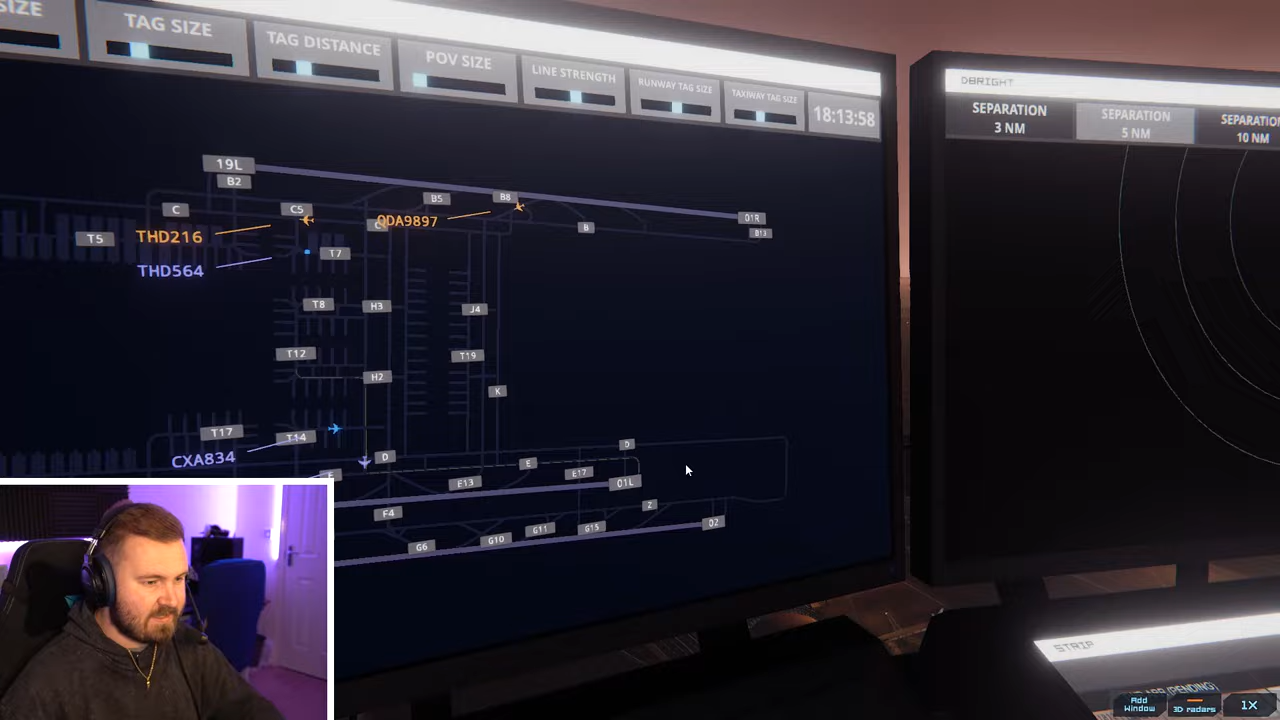 SIZE
TAG SIZE
TAG DISTANCE
POV SIZE
LINE STRENGTH
RUNWAY TAG SIZE
TAXIWAY TAG SIZE
18:13:58
DBRIGHT
SEPARATION
3 NM
SEPARATION
5 NM
SEPARATIO
10 NM
19L
B2
C
C5
B5
B8
01R
B13
B
T5
THD216
QDA9897
THD564
T7
T8
H3
J4
T12
T19
H2
K
T17
T14
CXA834
D
D
E
E13
E17
01L
F4
Z
G6
G10
G11
G15
02
STRIP
(PENDING)
Add
Window
3D radars
1X